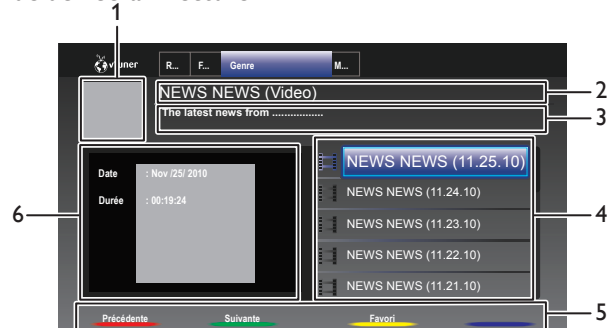 1
vTuner
R... F... Genre M...
NEWS NEWS (Video)
The latest news from .................
2
3
NEWS NEWS (11.25.10)
NEWS NEWS (11.24.10)
NEWS NEWS (11.23.10)
NEWS NEWS (11.22.10)
NEWS NEWS (11.21.10)
4
Date : Nov /25/ 2010
Durée : 00:19:24
6
Précédente Suivante Favori
5